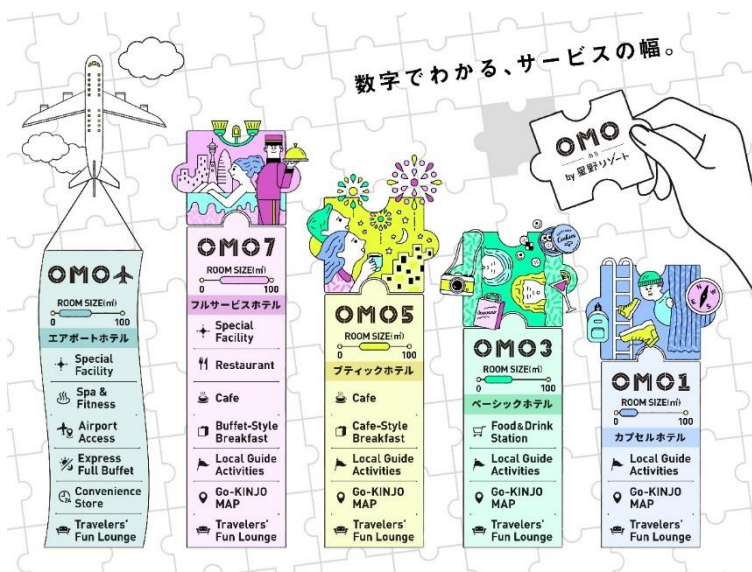 数字でわかる、サービスの幅。
OMO
by 星野リゾート
OMO
ROOM SIZE(㎡)
0 100
エアポートホテル
Special
Facility
Spa &
Fitness
Airport
Access
Express
Full Buffet
Convenience
Store
Travelers'
Fun Lounge
OMO7
ROOM SIZE(㎡)
0 100
フルサービスホテル
Special
Facility
Restaurant
Cafe
Buffet-Style
Breakfast
Local Guide
Activities
Go-KINJO
MAP
Travelers'
Fun Lounge
OMO5
ROOM SIZE(㎡)
0 100
ブティックホテル
Cafe
Cafe-Style
Breakfast
Local Guide
Activities
Go-KINJO
MAP
Travelers'
Fun Lounge
OMO3
ROOM SIZE(㎡)
0 100
ベーシックホテル
Food&Drink
Station
Local Guide
Activities
Go-KINJO
MAP
Travelers'
Fun Lounge
OMO1
ROOM SIZE(㎡)
0 100
カプセルホテル
Local Guide
Activities
Go-KINJO
MAP
Travelers'
Fun Lounge